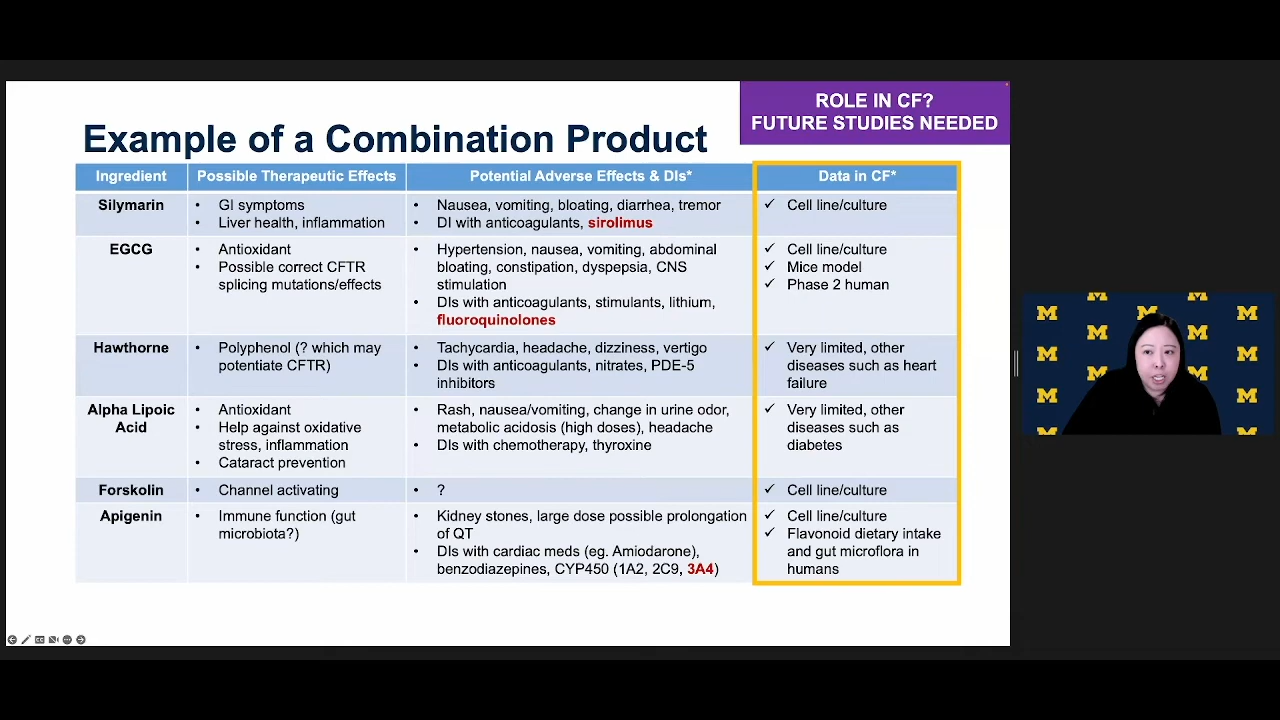 ROLE IN CF?
FUTURE STUDIES NEEDED
Example of a Combination Product
Ingredient
Possible Therapeutic Effects
Potential Adverse Effects & DIs*
Data in CF*
Silymarin
• GI symptoms
• Liver health, inflammation
• Nausea, vomiting, bloating, diarrhea, tremor
• DI with anticoagulants, sirolimus
✓ Cell line/culture
EGCG
• Antioxidant
• Possible correct CFTR
splicing mutations/effects
• Hypertension, nausea, vomiting, abdominal
bloating, constipation, dyspepsia, CNS
stimulation
• DIs with anticoagulants, stimulants, lithium,
fluoroquinolones
✓ Cell line/culture
✓ Mice model
✓ Phase 2 human
Hawthorne
• Polyphenol (? which may
potentiate CFTR)
• Tachycardia, headache, dizziness, vertigo
• DIs with anticoagulants, nitrates, PDE-5
inhibitors
✓ Very limited, other
diseases such as heart
failure
Alpha Lipoic
Acid
• Antioxidant
• Help against oxidative
stress, inflammation
• Cataract prevention
• Rash, nausea/vomiting, change in urine odor,
metabolic acidosis (high doses), headache
• DIs with chemotherapy, thyroxine
✓ Very limited, other
diseases such as
diabetes
Forskolin
• Channel activating
• ?
✓ Cell line/culture
Apigenin
• Immune function (gut
microbiota?)
• Kidney stones, large dose possible prolongation
of QT
• DIs with cardiac meds (eg. Amiodarone),
benzodiazepines, CYP450 (1A2, 2C9, 3A4)
✓ Cell line/culture
✓ Flavonoid dietary intake
and gut microflora in
humans
M M M M
M M
M M
M M
M M